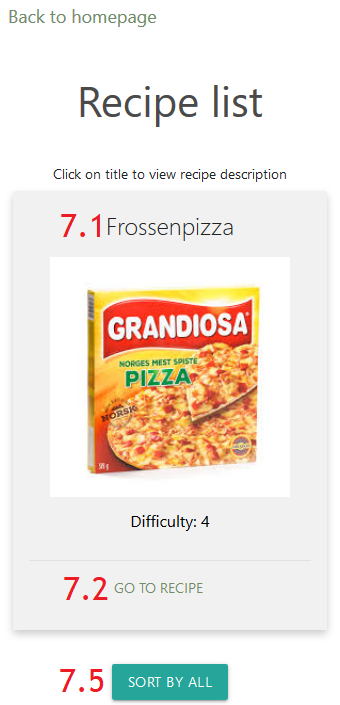 Back to homepage
Recipe list
Click on title to view recipe description
7.1 Frossenpizza
GRANDIOSA
NORGES MEST SPISTE
PIZZA
NORSK
Difficulty: 4
7.2 GO TO RECIPE
7.5 SORT BY ALL